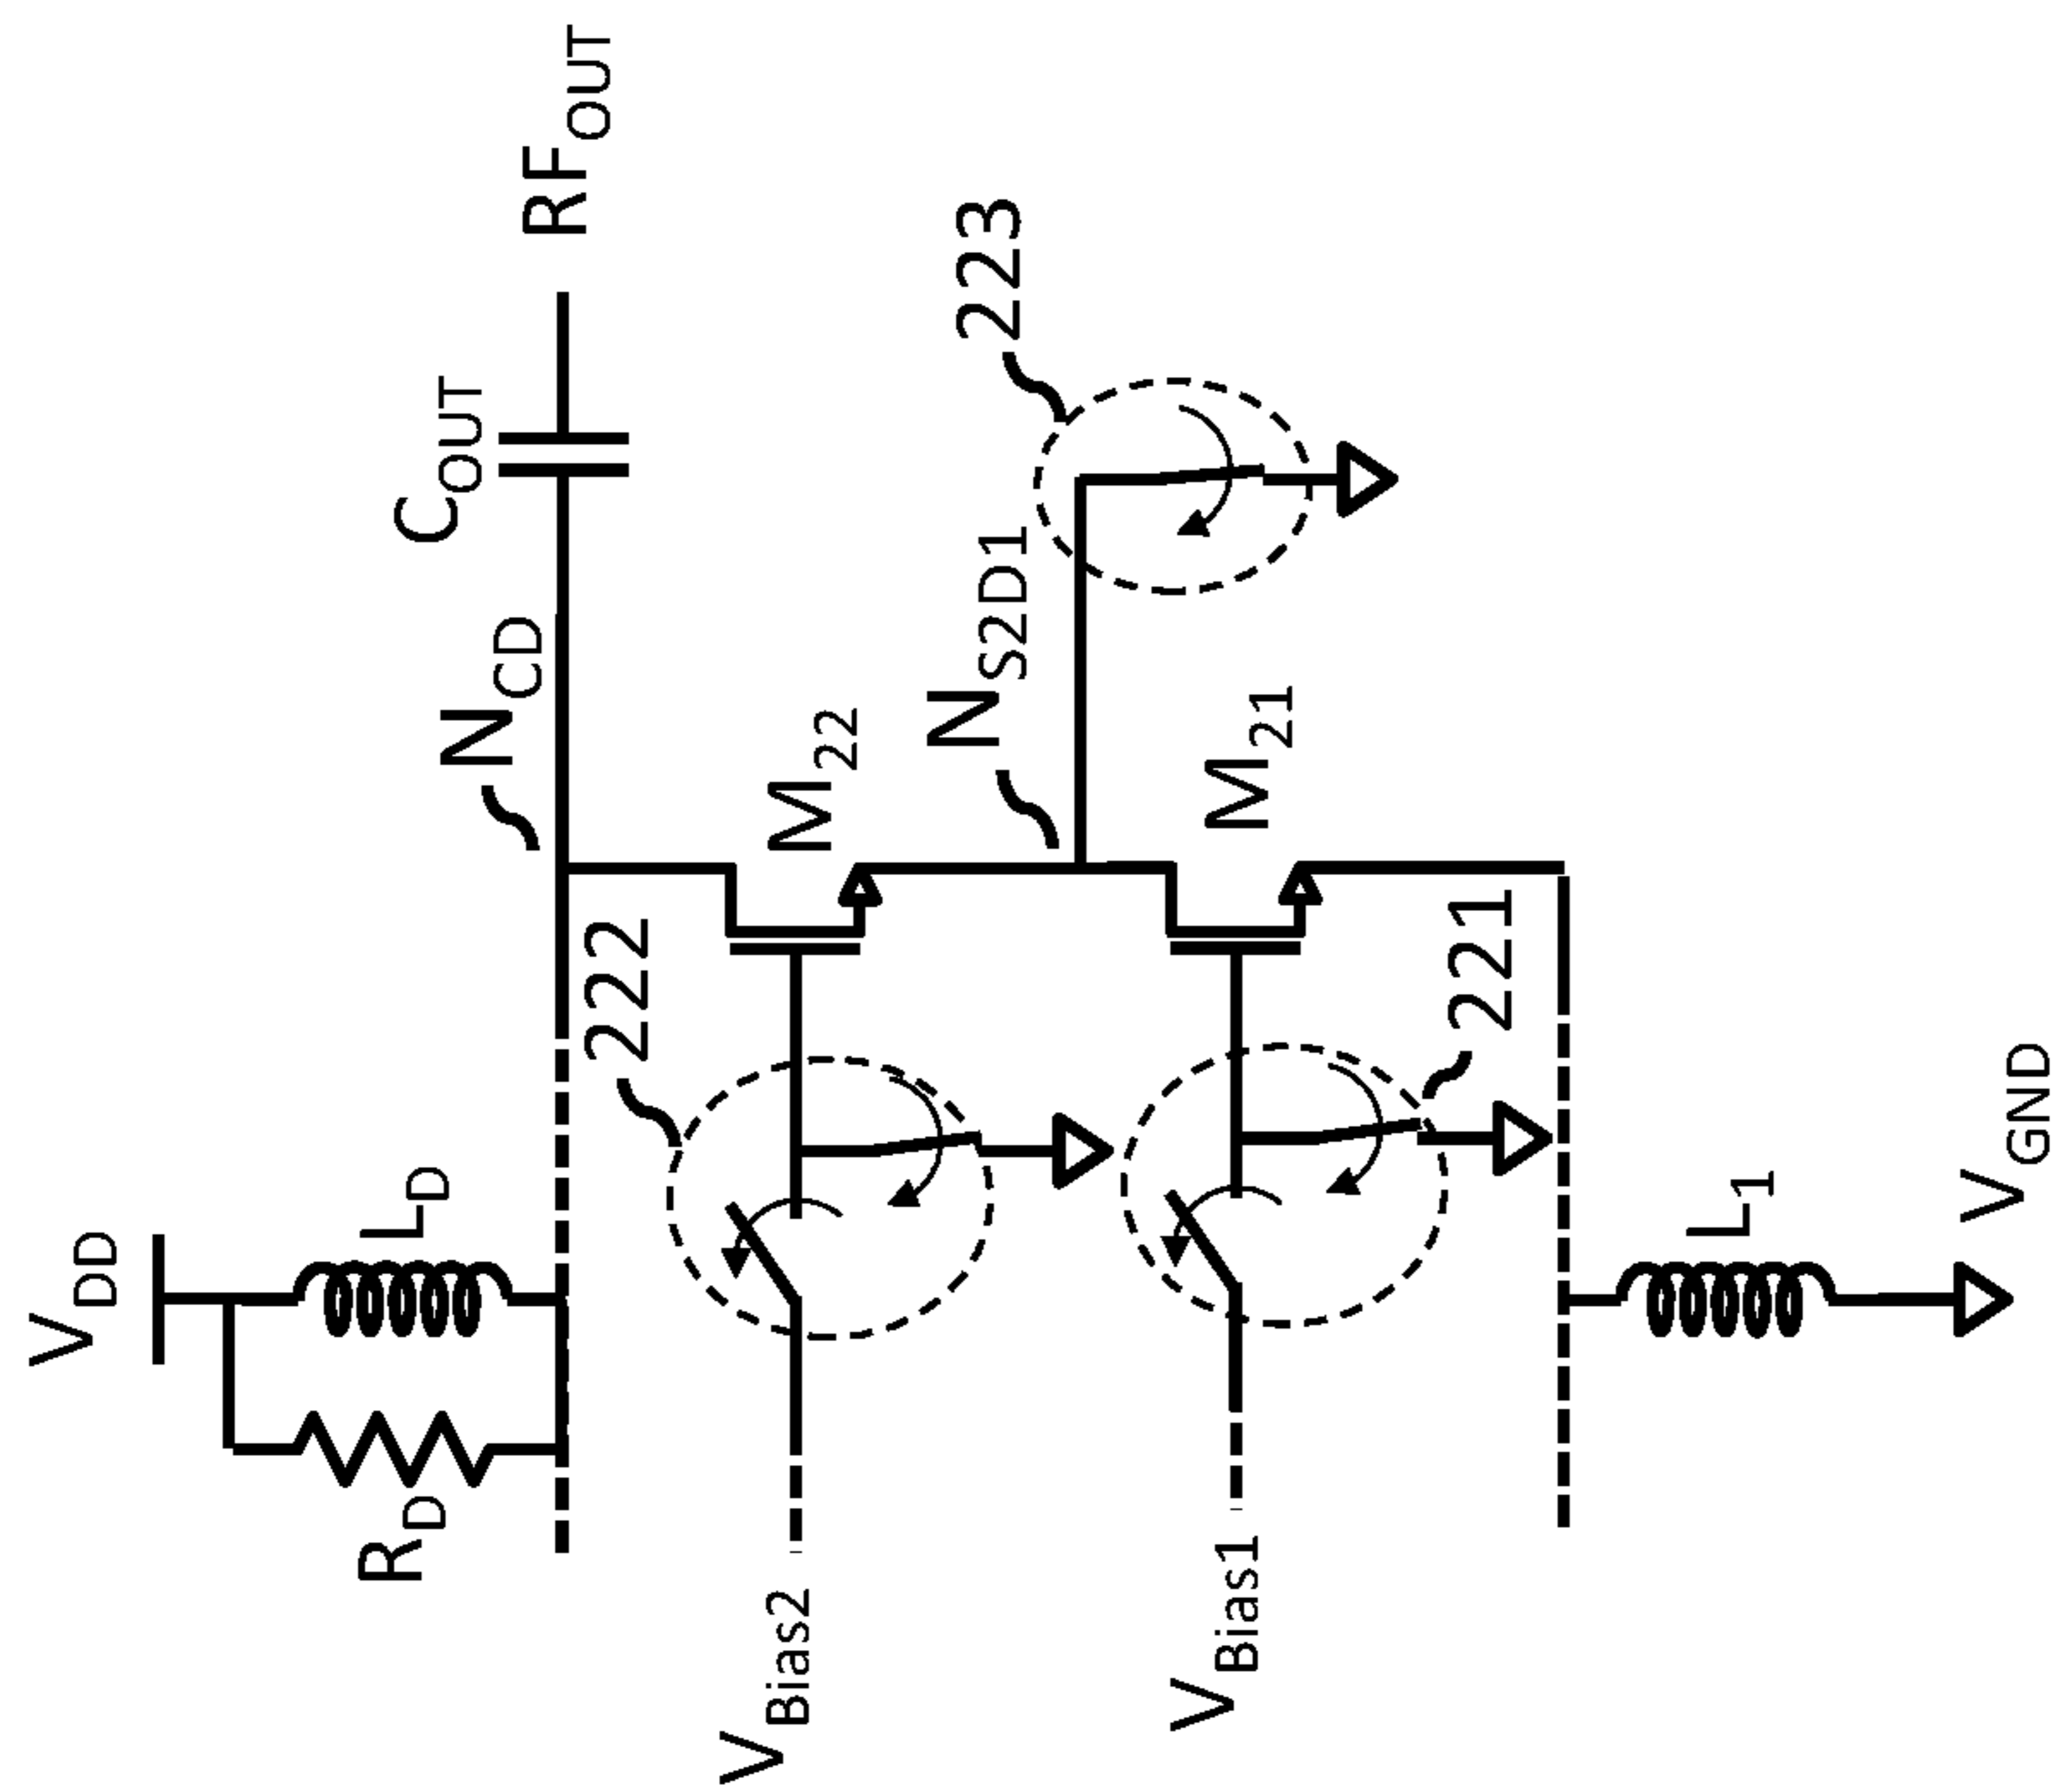 V_DD
R_D
L_D
N_CD
C_OUT
RF_OUT
222
M_22
V_Bias2
N_S2D1
223
M_21
V_Bias1
221
L_1
V_GND